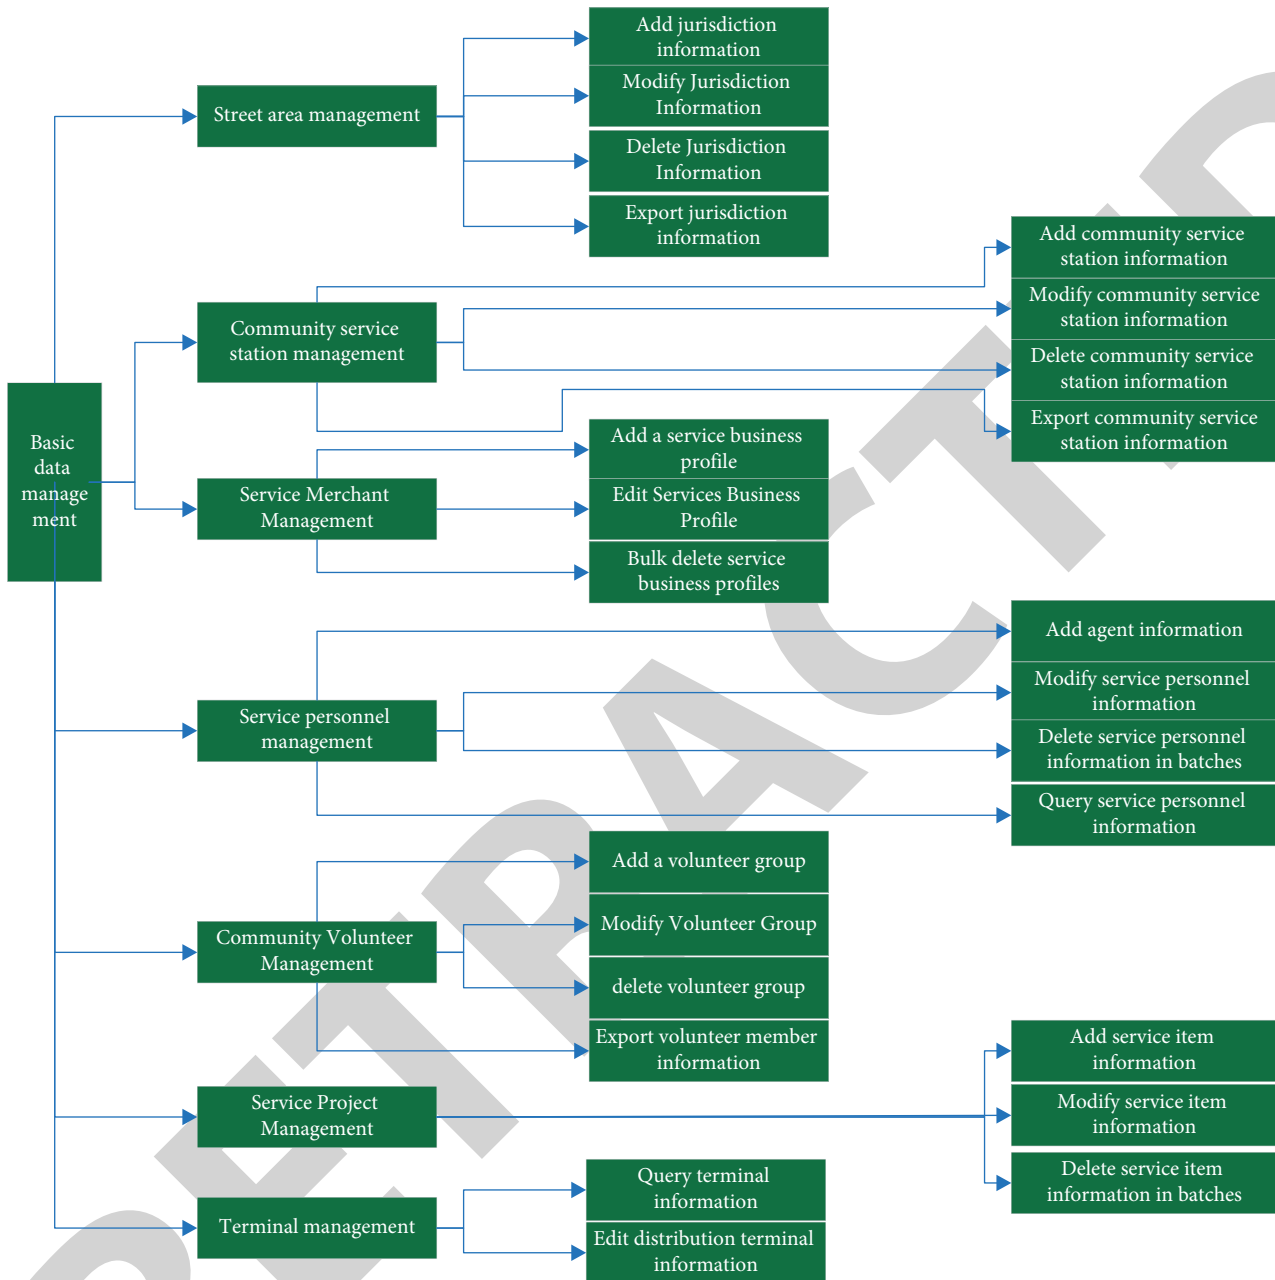 Basic
data
manage
ment
Street area management
Add jurisdiction
information
Modify Jurisdiction
Information
Delete Jurisdiction
Information
Export jurisdiction
information
Community service
station management
Add community service
station information
Modify community service
station information
Delete community service
station information
Export community service
station information
Service Merchant
Management
Add a service business
profile
Edit Services Business
Profile
Bulk delete service
business profiles
Service personnel
management
Add agent information
Modify service personnel
information
Delete service personnel
information in batches
Query service personnel
information
Community Volunteer
Management
Add a volunteer group
Modify Volunteer Group
delete volunteer group
Export volunteer member
information
Service Project
Management
Add service item
information
Modify service item
information
Delete service item
information in batches
Terminal management
Query terminal
information
Edit distribution terminal
information